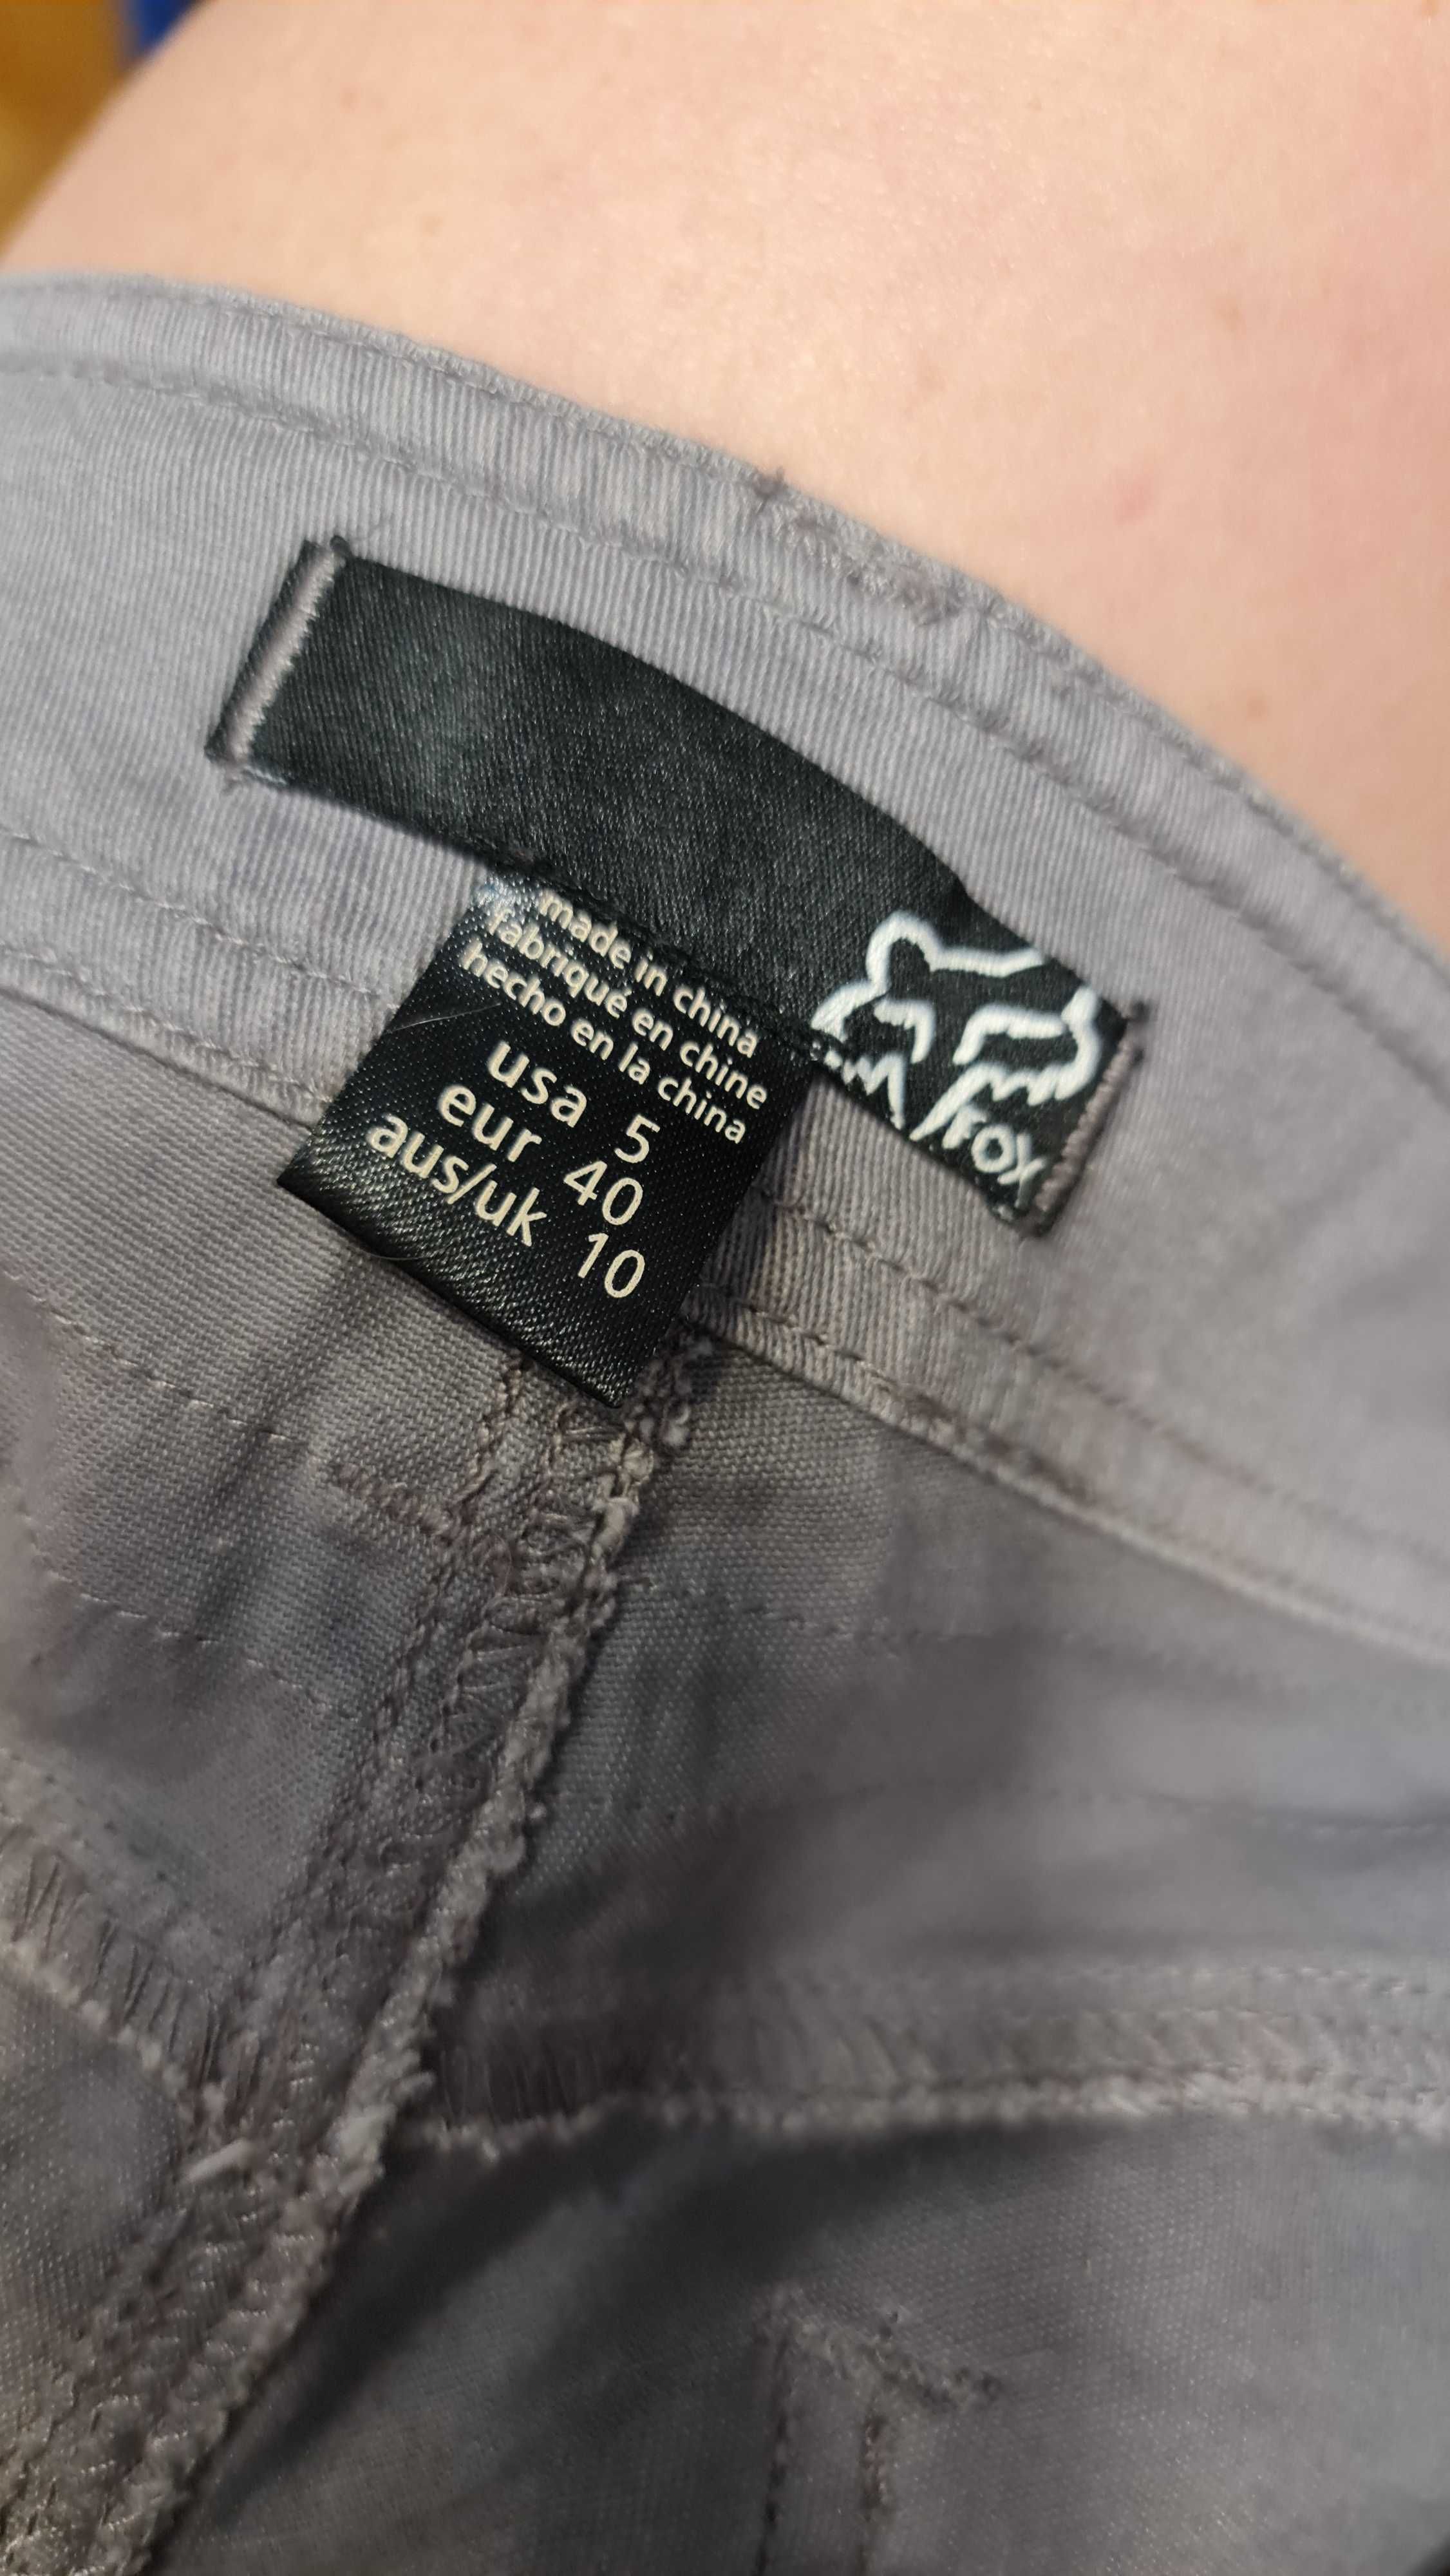 made in china
fabriqué en chine
hecho en la china
usa 5
eur 40
aus/uk 10
FOX